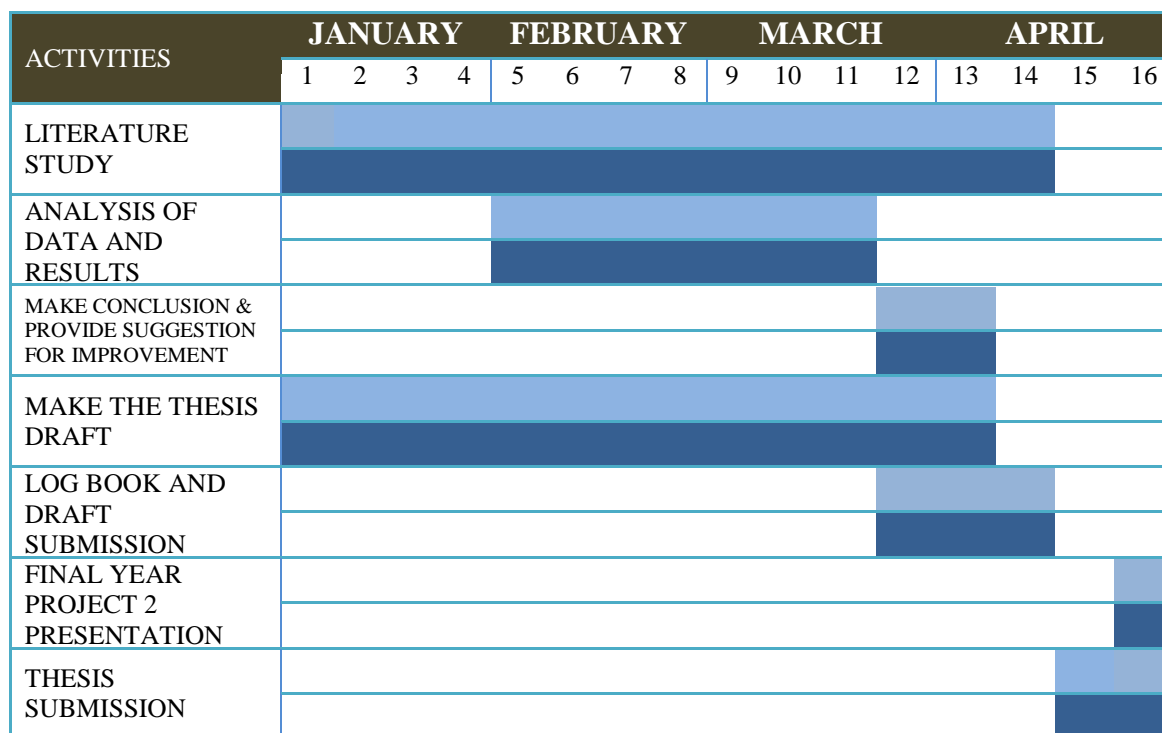 ACTIVITIES
JANUARY FEBRUARY MARCH APRIL
1 2 3 4 5 6 7 8 9 10 11 12 13 14 15 16
LITERATURE
STUDY
ANALYSIS OF
DATA AND
RESULTS
MAKE CONCLUSION &
PROVIDE SUGGESTION
FOR IMPROVEMENT
MAKE THE THESIS
DRAFT
LOG BOOK AND
DRAFT
SUBMISSION
FINAL YEAR
PROJECT 2
PRESENTATION
THESIS
SUBMISSION